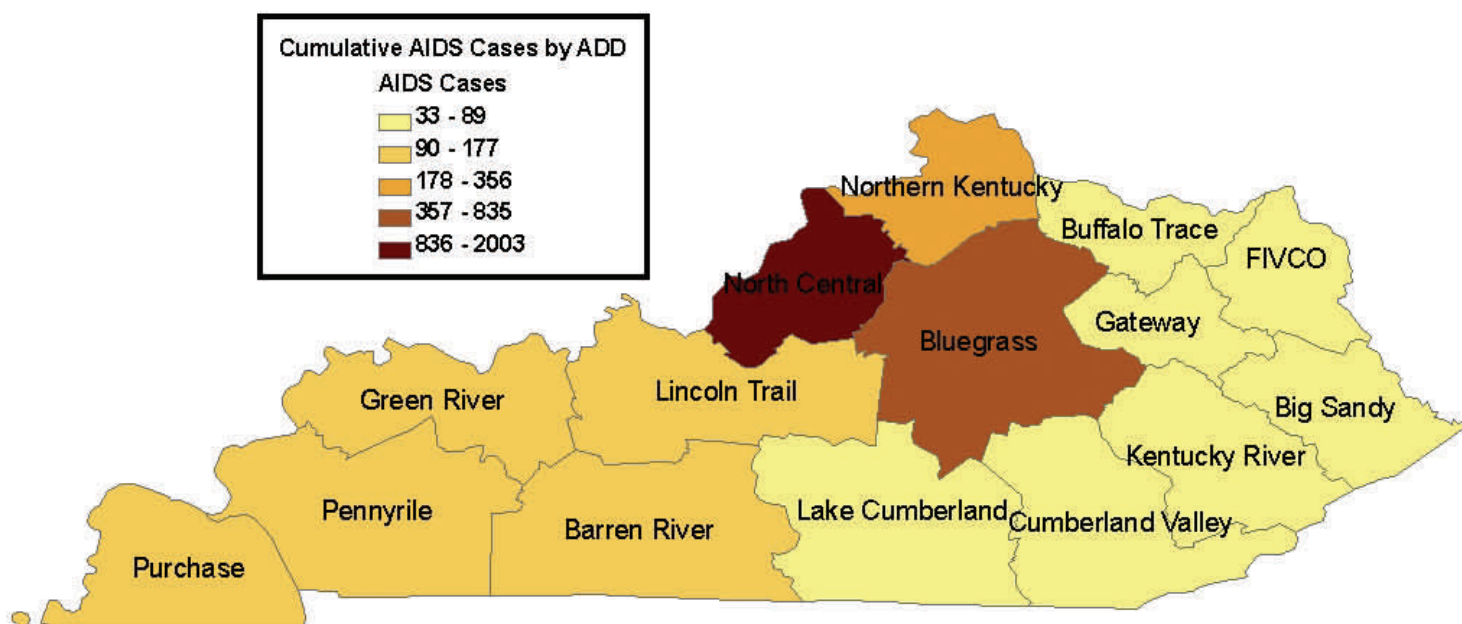 Cumulative AIDS Cases by ADD
AIDS Cases
33 - 89
90 - 177
178 - 356
357 - 835
836 - 2003
Northern Kentucky
Buffalo Trace
FIVCO
North Central
Gateway
Bluegrass
Lincoln Trail
Green River
Big Sandy
Kentucky River
Pennyrile
Lake Cumberland
Cumberland Valley
Barren River
Purchase